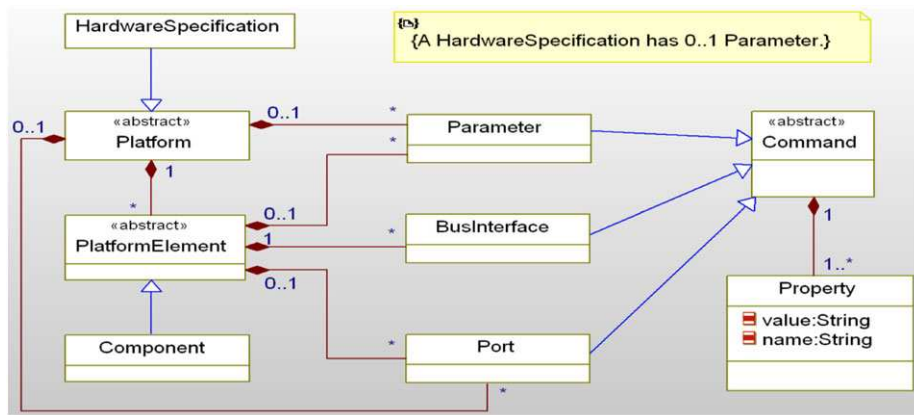 HardwareSpecification
{A HardwareSpecification has 0..1 Parameter.}
0..1
«abstract»
Platform
0..1
*
Parameter
*
«abstract»
Command
1
*
«abstract»
PlatformElement
0..1
1
0..1
*
BusInterface
1
1..*
Component
*
Port
*
Property
value:String
name:String